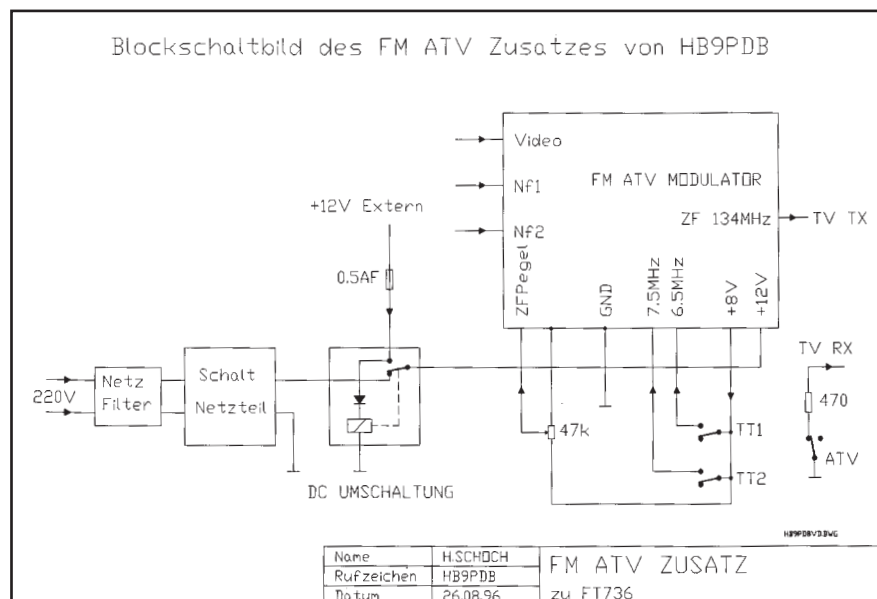 Blockschaltbild des FM ATV Zusatzes von HB9PDB
Video
FM ATV MODULATOR
Nf1
+12V Extern
ZF 134MHz
TV TX
Nf2
ZFPegel
GND
7.5MHz
6.5MHz
+8V
+12V
0.5AF
TV RX
Netz
Filter
Schalt
Netzteil
220V
470
47k
TT1
ATV
TT2
DC UMSCHALTUNG
HB9PDBVD.DWG
Name H.SCHOCH
Rufzeichen HB9PDB
Datum 26.08.96
FM ATV ZUSATZ
zu FT736